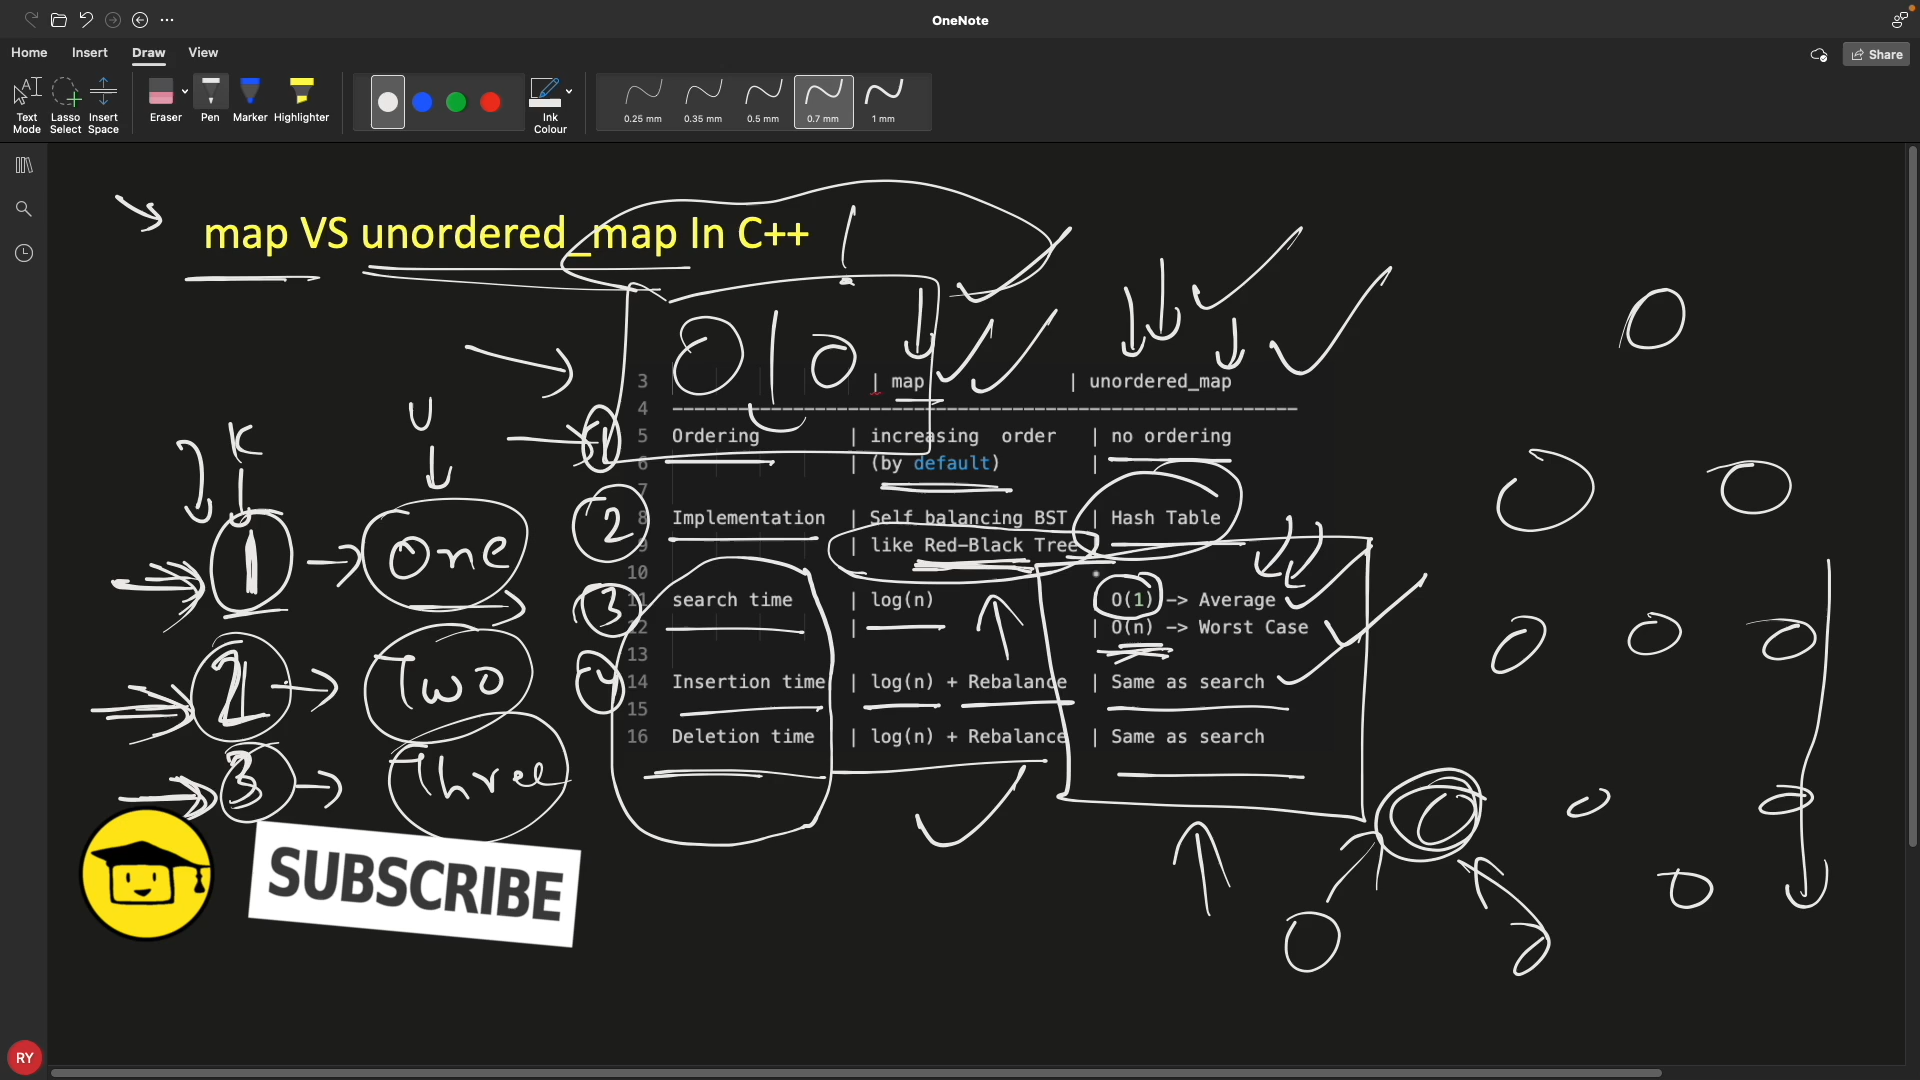 OneNote
Home Insert Draw View
Share
Text Mode
Lasso Select
Insert Space
Eraser
Pen
Marker
Highlighter
Ink Colour
0.25 mm
0.35 mm
0.5 mm
0.7 mm
1 mm
map VS unordered_map In C++
3 | map | unordered_map
4 ---------------------------------------------------------
5 Ordering | increasing order | no ordering
6 | (by default) |
7
8 Implementation | Self balancing BST | Hash Table
9 | like Red-Black Tree
10
11 search time | log(n) | O(1) -> Average
12 | | O(n) -> Worst Case
13
14 Insertion time | log(n) + Rebalance | Same as search
15
16 Deletion time | log(n) + Rebalance | Same as search
1
2
3
4
K
1 → One
2 → Two
3 → Three
SUBSCRIBE
RY